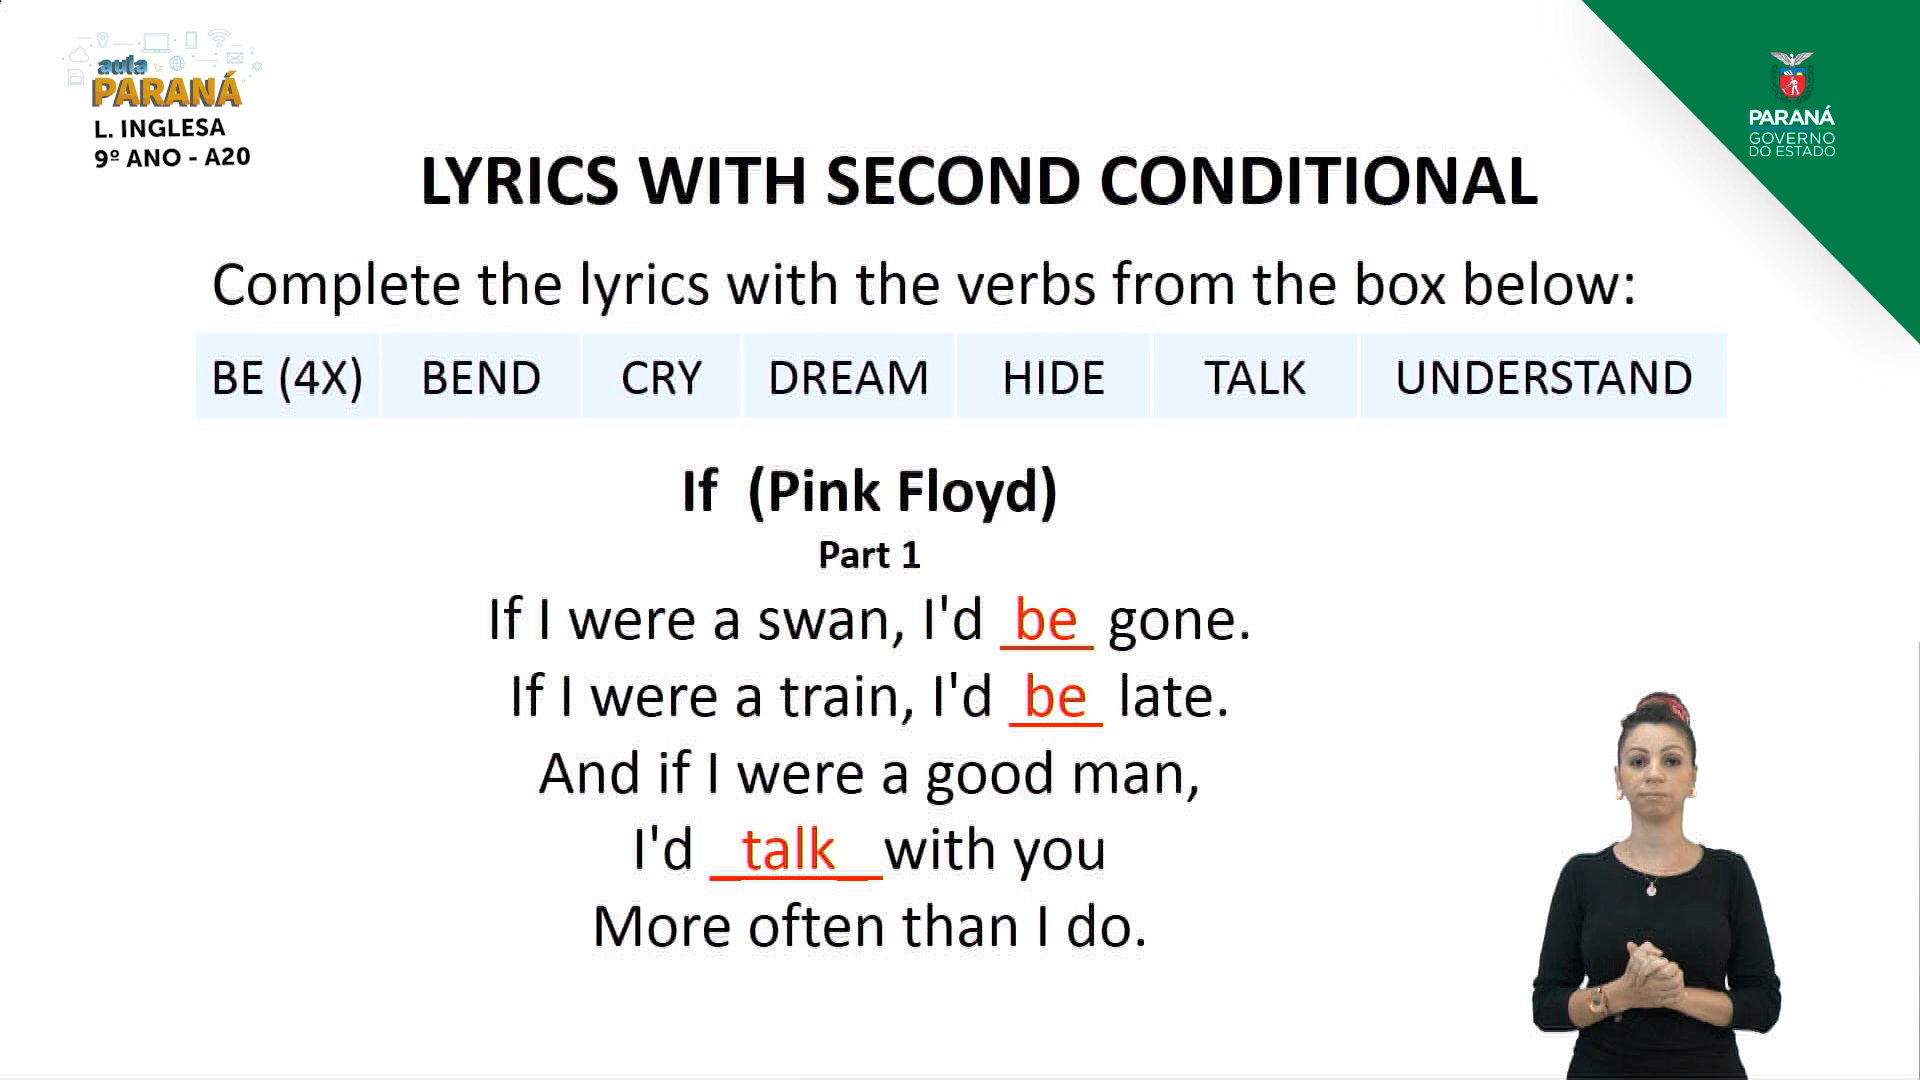 aula
PARANÁ
L. INGLESA
9º ANO - A20
PARANÁ
GOVERNO
DO ESTADO
LYRICS WITH SECOND CONDITIONAL
Complete the lyrics with the verbs from the box below:
BE (4X) BEND CRY DREAM HIDE TALK UNDERSTAND
If (Pink Floyd)
Part 1
If I were a swan, I'd be gone.
If I were a train, I'd be late.
And if I were a good man,
I'd _talk_ with you
More often than I do.